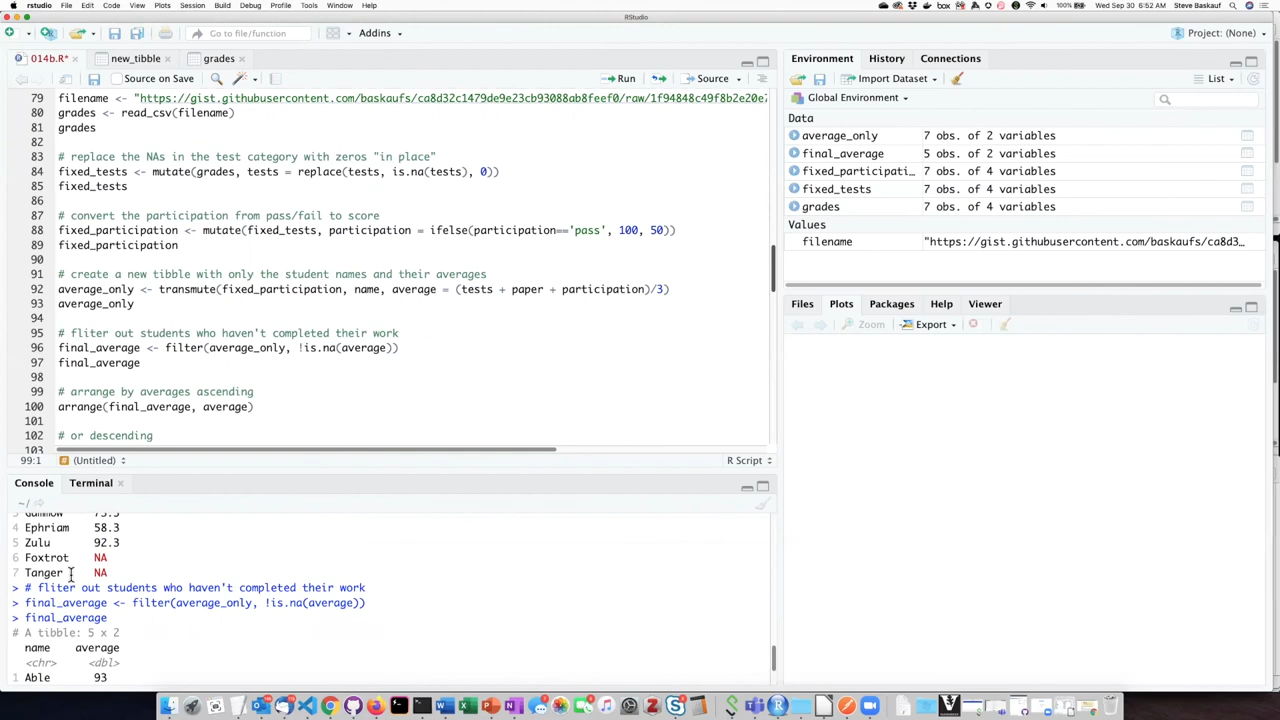 rstudio File Edit Code View Plots Session Build Debug Profile Tools Window Help 100% Wed Sep 30 6:52 AM Steve Baskauf
RStudio
Go to file/function Addins Project: (None)
014b.R* new_tibble grades
Source on Save Run Source
79 filename <- "https://gist.githubusercontent.com/baskaufs/ca8d32c1479de9e23cb93088ab8feef0/raw/1f94848c49f8b2e20e7
80 grades <- read_csv(filename)
81 grades
82
83 # replace the NAs in the test category with zeros "in place"
84 fixed_tests <- mutate(grades, tests = replace(tests, is.na(tests), 0))
85 fixed_tests
86
87 # convert the participation from pass/fail to score
88 fixed_participation <- mutate(fixed_tests, participation = ifelse(participation=='pass', 100, 50))
89 fixed_participation
90
91 # create a new tibble with only the student names and their averages
92 average_only <- transmute(fixed_participation, name, average = (tests + paper + participation)/3)
93 average_only
94
95 # fliter out students who haven't completed their work
96 final_average <- filter(average_only, !is.na(average))
97 final_average
98
99 # arrange by averages ascending
100 arrange(final_average, average)
101
102 # or descending
103
99:1 (Untitled) R Script
Console Terminal
~/
3 Gammow 73.3
4 Ephriam 58.3
5 Zulu 92.3
6 Foxtrot NA
7 Tanger NA
> # fliter out students who haven't completed their work
> final_average <- filter(average_only, !is.na(average))
> final_average
# A tibble: 5 x 2
name average
<chr> <dbl>
1 Able 93
Environment History Connections
Import Dataset List
Global Environment
Data
average_only 7 obs. of 2 variables
final_average 5 obs. of 2 variables
fixed_participati… 7 obs. of 4 variables
fixed_tests 7 obs. of 4 variables
grades 7 obs. of 4 variables
Values
filename "https://gist.githubusercontent.com/baskaufs/ca8d3…
Files Plots Packages Help Viewer
Zoom Export